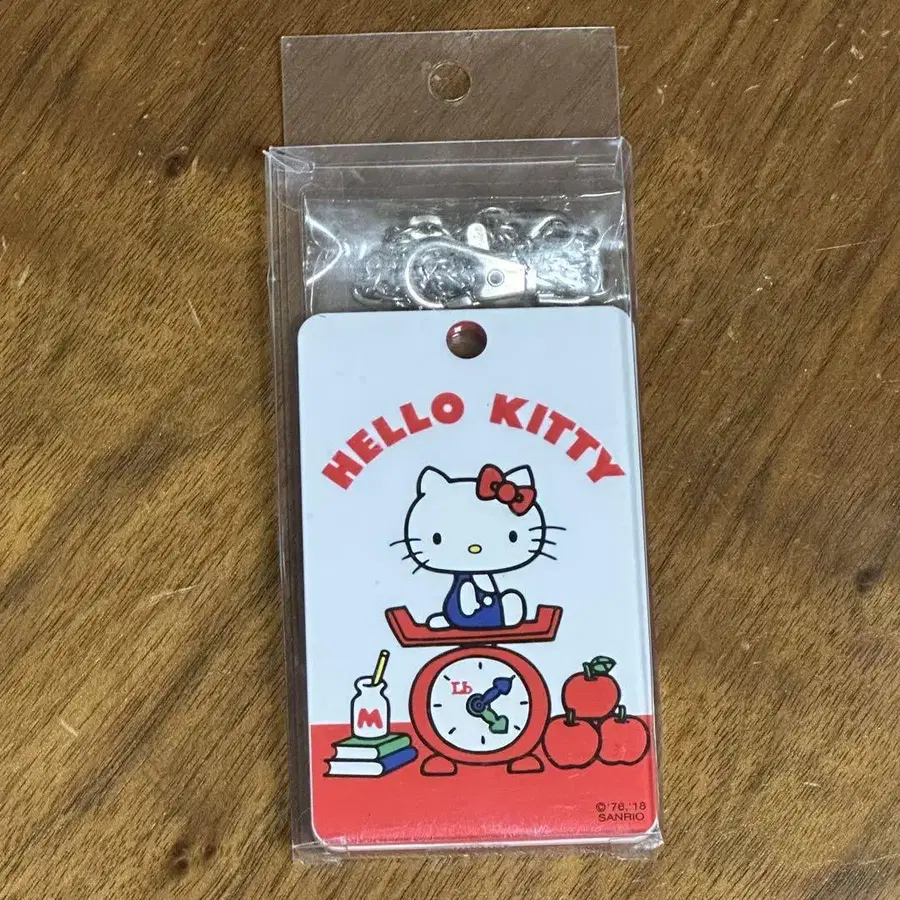 HELLO KITTY
Lb
M
©'76,'18
SANRIO